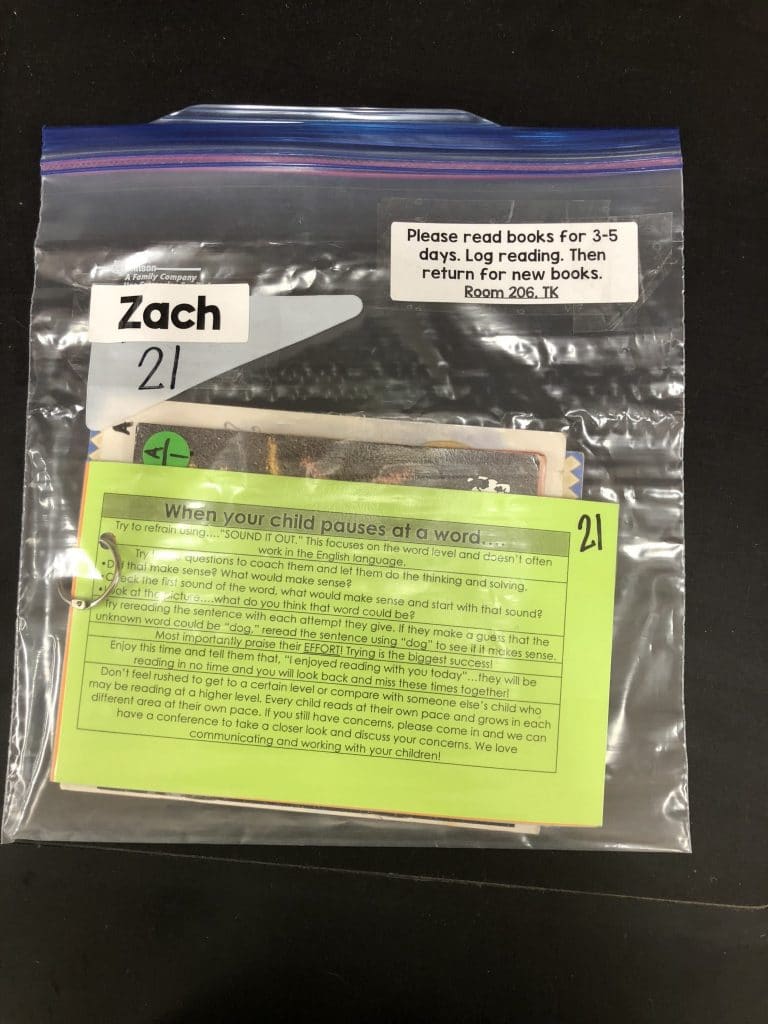 Please read books for 3-5
days. Log reading. Then
return for new books.
Room 206, TK
A Family Company
Zach
21
A
A
1
21
When your child pauses at a word....
Try to refrain using...."SOUND IT OUT." This focuses on the word level and doesn't often
work in the English language.
Try questions to coach them and let them do the thinking and solving.
•Did that make sense? What would make sense?
•Check the first sound of the word, what would make sense and start with that sound?
•Look at the picture....what do you think that word could be?
Try rereading the sentence with each attempt they give. If they make a guess that the
unknown word could be "dog," reread the sentence using "dog" to see if it makes sense.
Most importantly praise their EFFORT! Trying is the biggest success!
Enjoy this time and tell them that, "I enjoyed reading with you today"...they will be
reading in no time and you will look back and miss these times together!
Don't feel rushed to get to a certain level or compare with someone else's child who
may be reading at a higher level. Every child reads at their own pace and grows in each
different area at their own pace. If you still have concerns, please come in and we can
have a conference to take a closer look and discuss your concerns. We love
communicating and working with your children!